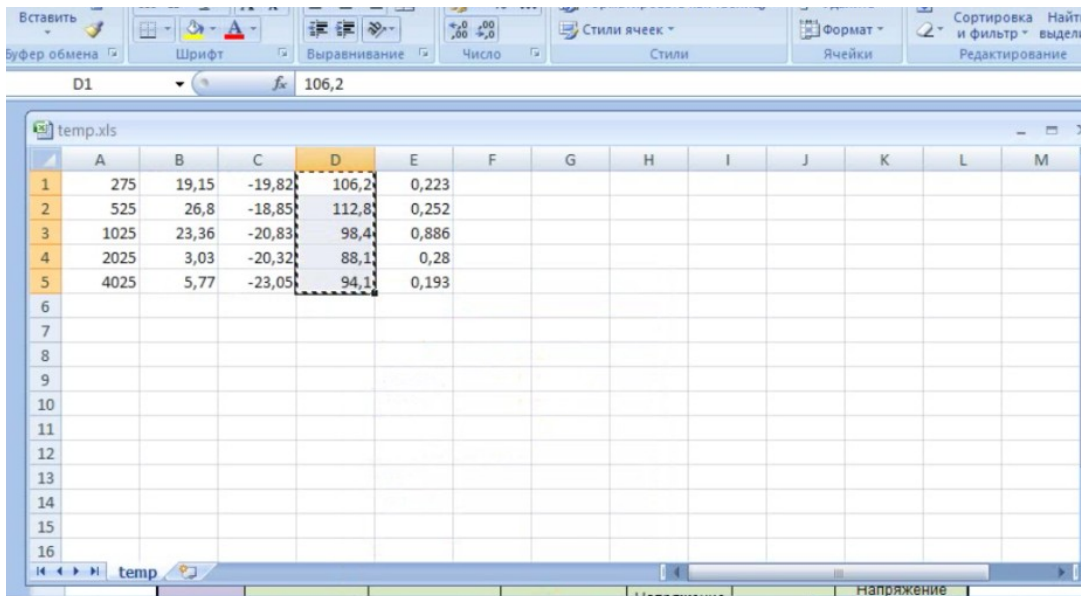 Вставить
Стили ячеек
Формат
Сортировка и фильтр
Буфер обмена Шрифт Выравнивание Число Стили Ячейки Редактирование
D1 fx 106,2
temp.xls
A B C D E F G H I J K L M
1 275 19,15 -19,82 106,2 0,223
2 525 26,8 -18,85 112,8 0,252
3 1025 23,36 -20,83 98,4 0,886
4 2025 3,03 -20,32 88,1 0,28
5 4025 5,77 -23,05 94,1 0,193
6
7
8
9
10
11
12
13
14
15
16
temp
Напряжение